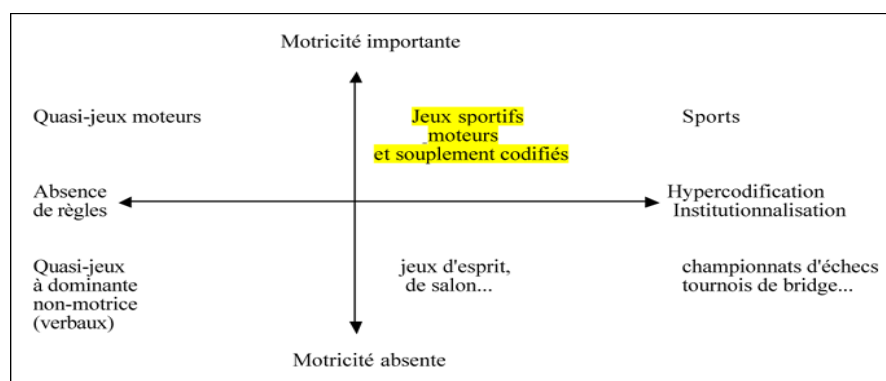 Motricité importante
Quasi-jeux moteurs
Jeux sportifs
moteurs
et souplement codifiés
Sports
Absence
de règles
Hypercodification
Institutionnalisation
Quasi-jeux
à dominante
non-motrice
(verbaux)
jeux d'esprit,
de salon...
championnats d'échecs
tournois de bridge...
Motricité absente